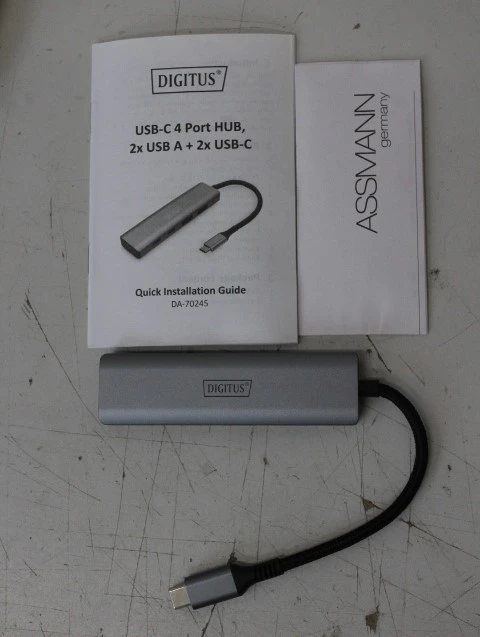 DIGITUS®
USB-C 4 Port HUB,
2x USB A + 2x USB-C
Quick Installation Guide
DA-70245
ASSMANN
germany
DIGITUS®